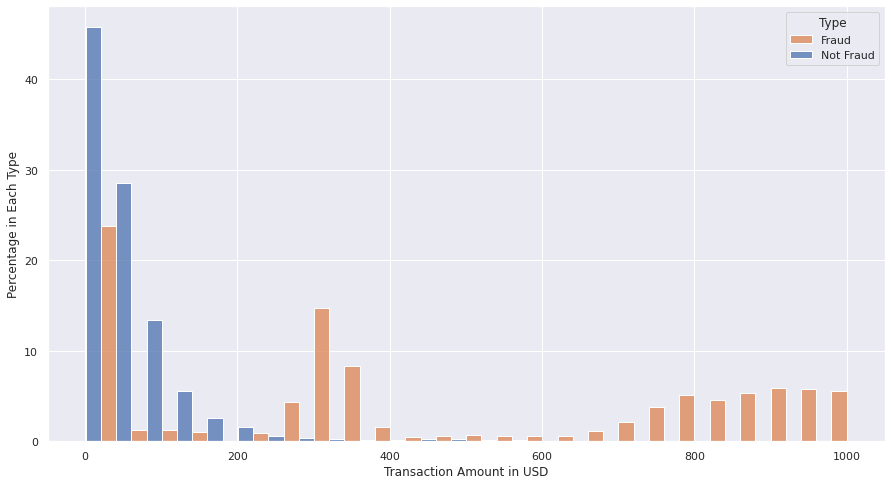 Type
Fraud
Not Fraud
Percentage in Each Type
40
30
20
10
0
0 200 400 600 800 1000
Transaction Amount in USD